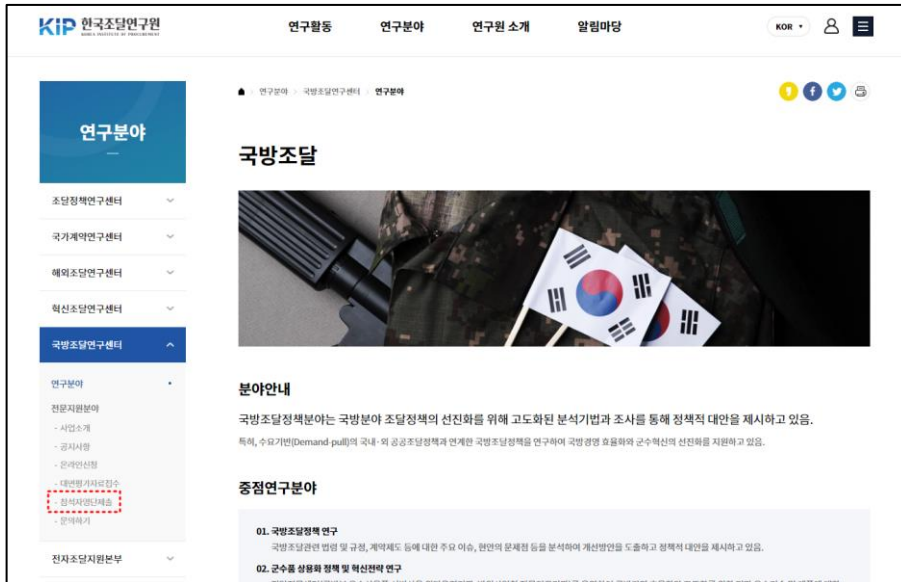 KIP 한국조달연구원
KOREA INSTITUTE OF PROCUREMENT
연구활동 연구분야 연구원 소개 알림마당
KOR
연구분야 > 국방조달연구센터 > 연구분야
연구분야
조달정책연구센터
국가계약연구센터
해외조달연구센터
혁신조달연구센터
국방조달연구센터
연구분야
전문지원분야
- 사업소개
- 공지사항
- 온라인신청
- 대면평가자료접수
- 참석자명단제출
- 문의하기
전자조달지원본부
국방조달
분야안내
국방조달정책분야는 국방분야 조달정책의 선진화를 위해 고도화된 분석기법과 조사를 통해 정책적 대안을 제시하고 있음.
특히, 수요기반(Demand-pull)의 국내·외 공공조달정책과 연계한 국방조달정책을 연구하여 국방경영 효율화와 군수혁신의 선진화를 지원하고 있음.
중점연구분야
01. 국방조달정책 연구
국방조달관련 법령 및 규정, 계약제도 등에 대한 주요 이슈, 현안의 문제점 등을 분석하여 개선방안을 도출하고 정책적 대안을 제시하고 있음.
02. 군수품 상용화 정책 및 혁신전략 연구